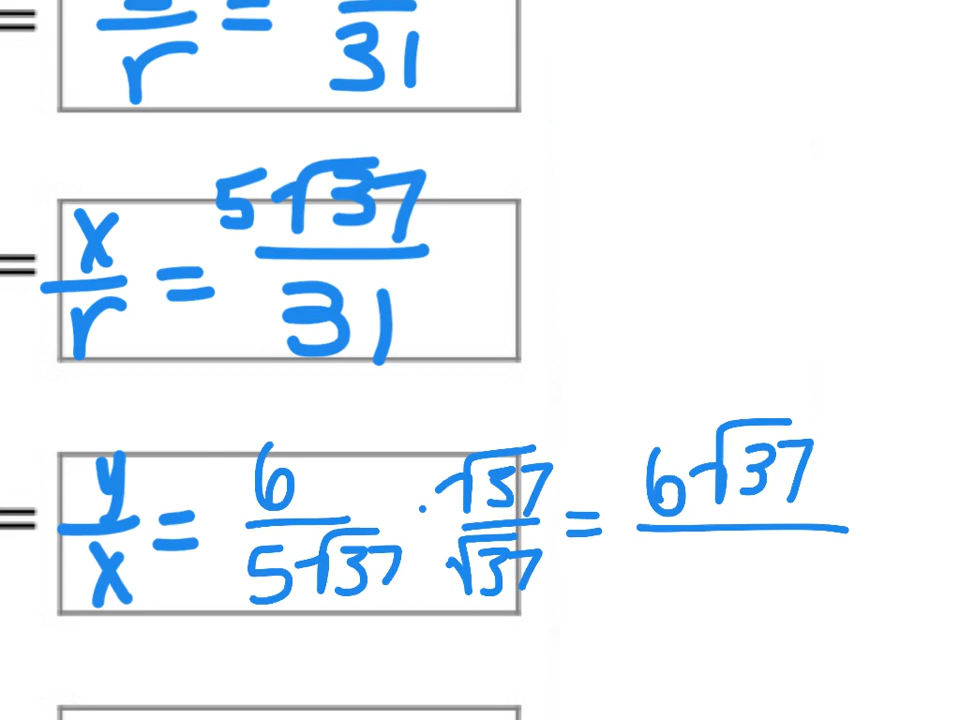 = —/r = —/31
= x/r = 5√37/31
= y/x = 6/5√37 · √37/√37 = 6√37/